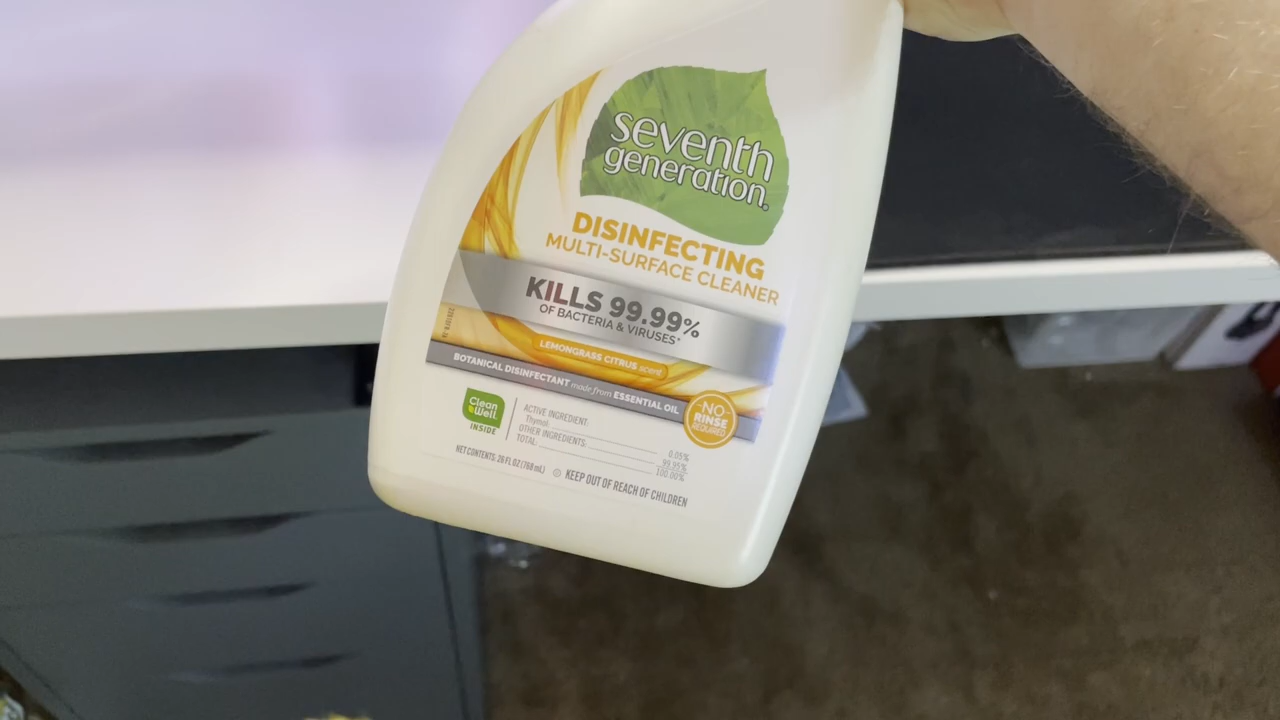 seventh
generation®
DISINFECTING
MULTI-SURFACE CLEANER
KILLS 99.99%
OF BACTERIA & VIRUSES*
LEMONGRASS CITRUS scent
BOTANICAL DISINFECTANT made from ESSENTIAL OIL
NO
RINSE
REQUIRED
Clean
Well
INSIDE
ACTIVE INGREDIENT:
Thymol 0.05%
OTHER INGREDIENTS: 99.95%
TOTAL: 100.00%
NET CONTENTS: 26 FL OZ (768 mL)
KEEP OUT OF REACH OF CHILDREN